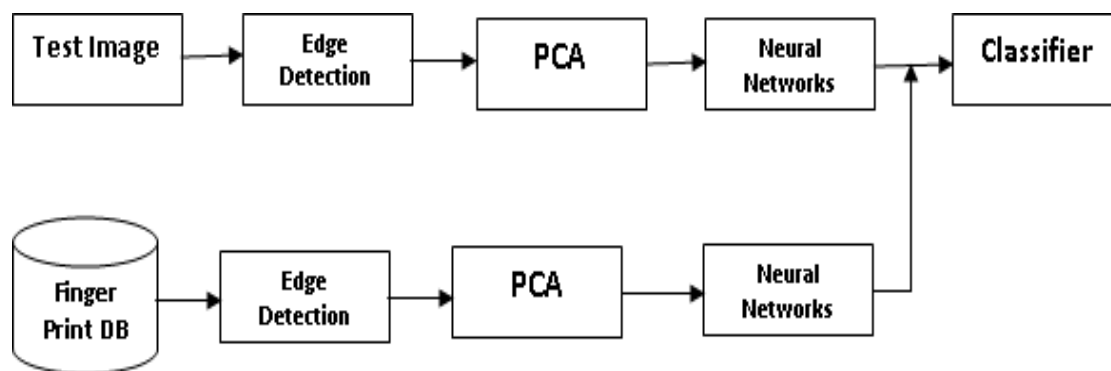 Test Image
Edge
Detection
PCA
Neural
Networks
Classifier
Finger
Print DB
Edge
Detection
PCA
Neural
Networks